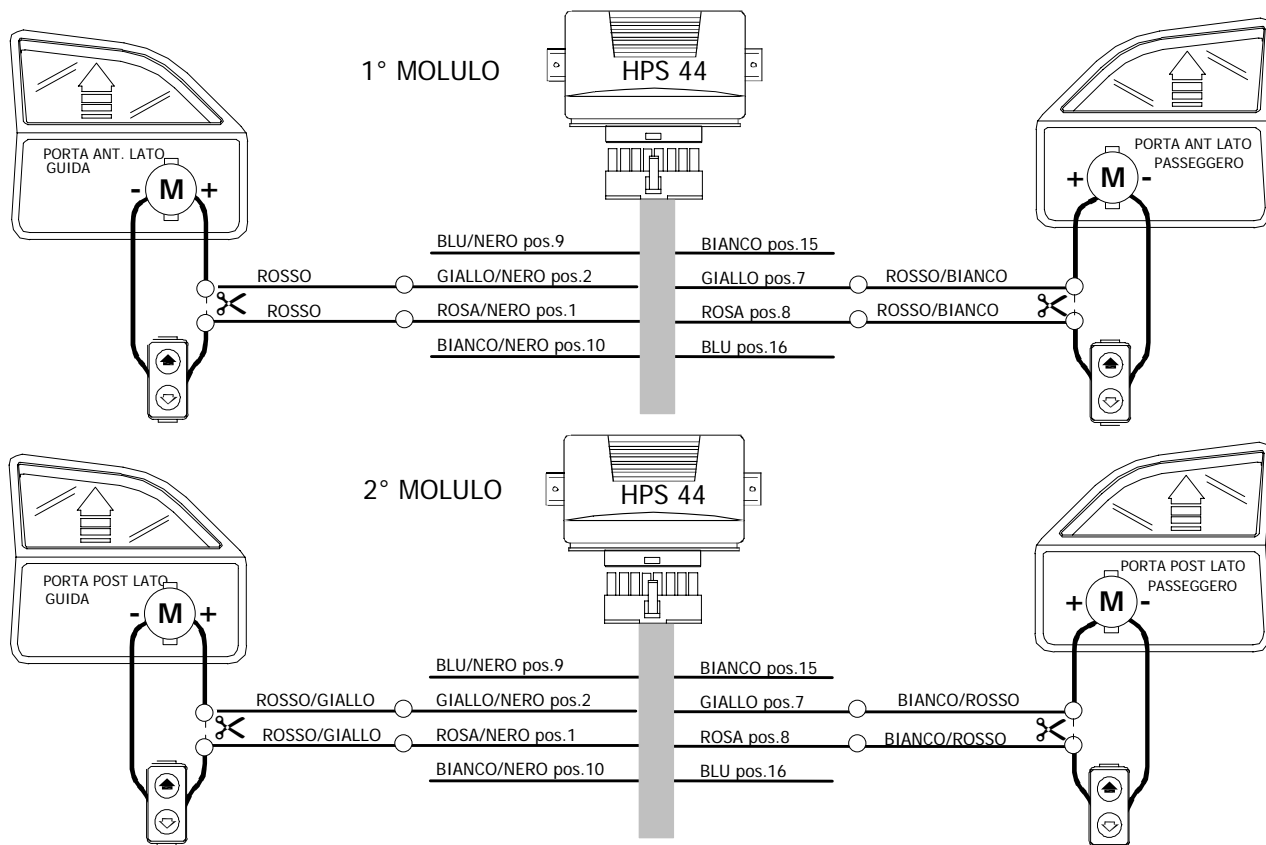 1° MOLULO
HPS 44
PORTA ANT. LATO
GUIDA
- M +
PORTA ANT LATO
PASSEGGERO
+ M -
BLU/NERO pos.9
BIANCO pos.15
ROSSO
GIALLO/NERO pos.2
GIALLO pos.7
ROSSO/BIANCO
ROSSO
ROSA/NERO pos.1
ROSA pos.8
ROSSO/BIANCO
BIANCO/NERO pos.10
BLU pos.16
2° MOLULO
HPS 44
PORTA POST LATO
GUIDA
- M +
PORTA POST LATO
PASSEGGERO
+ M -
BLU/NERO pos.9
BIANCO pos.15
ROSSO/GIALLO
GIALLO/NERO pos.2
GIALLO pos.7
BIANCO/ROSSO
ROSSO/GIALLO
ROSA/NERO pos.1
ROSA pos.8
BIANCO/ROSSO
BIANCO/NERO pos.10
BLU pos.16